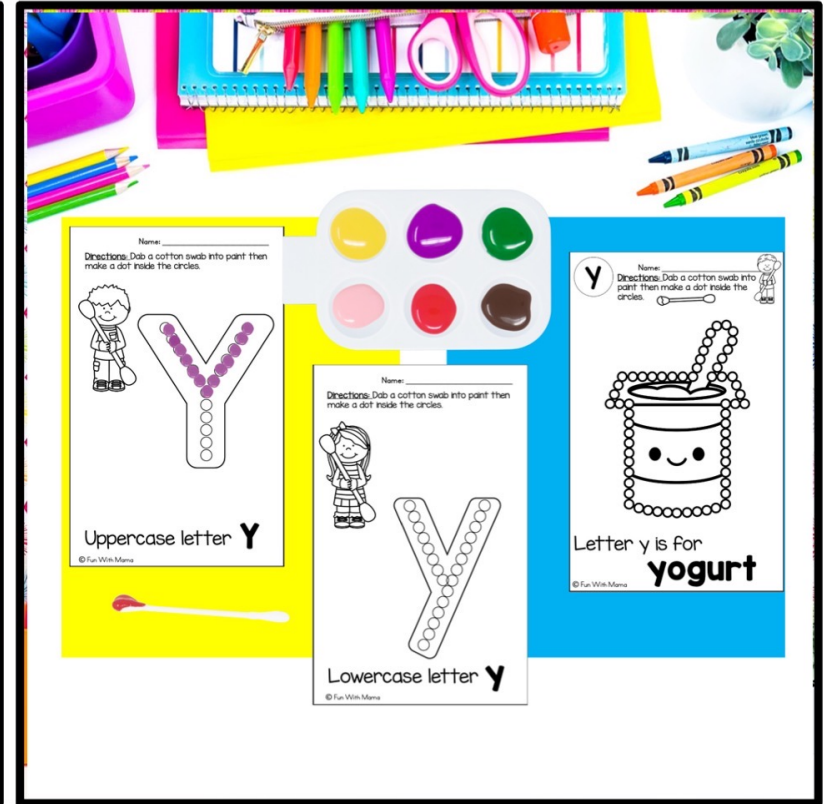 Name:
Directions: Dab a cotton swab into paint then
make a dot inside the circles.
Uppercase letter Y
© Fun With Mama
Name:
Directions: Dab a cotton swab into paint then
make a dot inside the circles.
Lowercase letter y
© Fun With Mama
y
Name:
Directions: Dab a cotton swab into
paint then make a dot inside the
circles.
Letter y is for
yogurt
© Fun With Mama